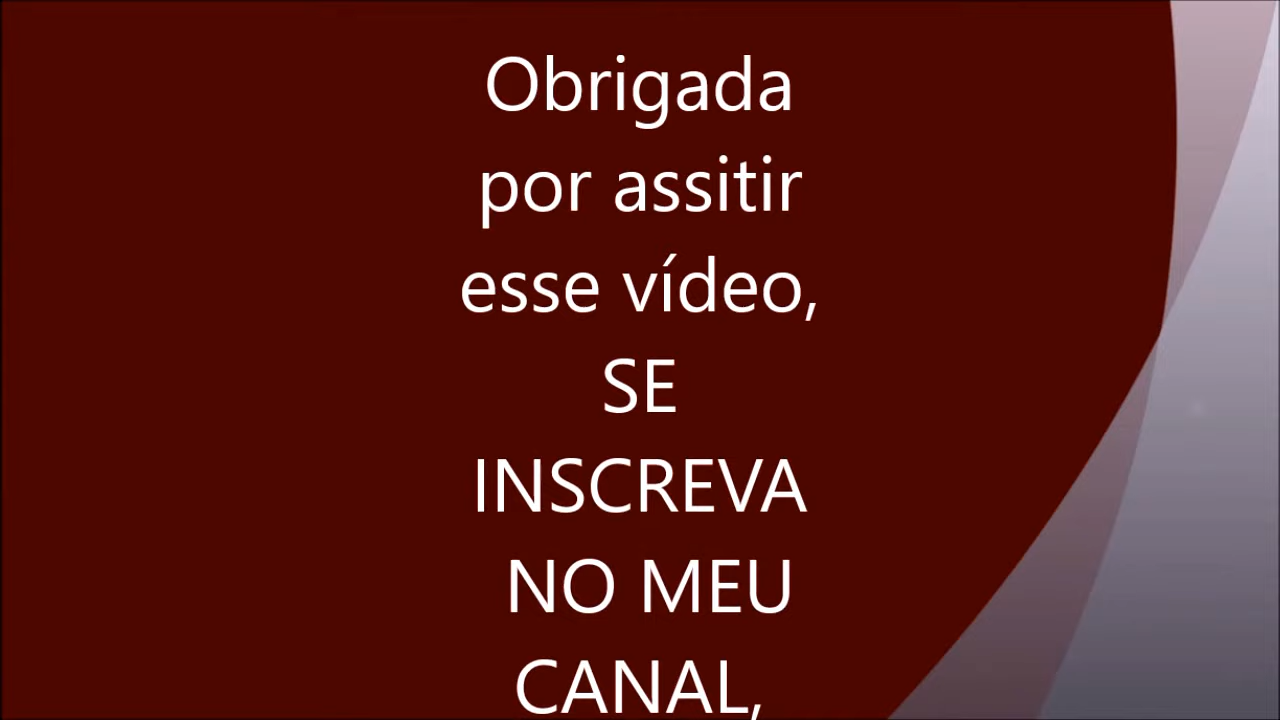 Obrigada
por assitir
esse vídeo,
SE
INSCREVA
NO MEU
CANAL,